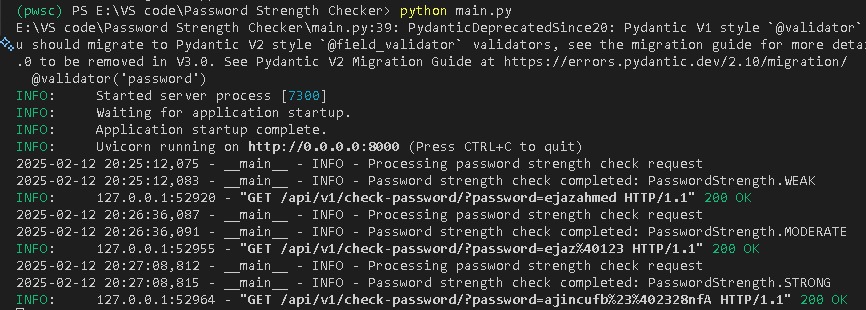 (pwsc) PS E:\VS code\Password Strength Checker> python main.py
E:\VS code\Password Strength Checker\main.py:39: PydanticDeprecatedSince20: Pydantic V1 style `@validator`
u should migrate to Pydantic V2 style `@field_validator` validators, see the migration guide for more detai
.0 to be removed in V3.0. See Pydantic V2 Migration Guide at https://errors.pydantic.dev/2.10/migration/
@validator('password')
INFO: Started server process [7300]
INFO: Waiting for application startup.
INFO: Application startup complete.
INFO: Uvicorn running on http://0.0.0.0:8000 (Press CTRL+C to quit)
2025-02-12 20:25:12,075 - __main__ - INFO - Processing password strength check request
2025-02-12 20:25:12,083 - __main__ - INFO - Password strength check completed: PasswordStrength.WEAK
INFO: 127.0.0.1:52920 - "GET /api/v1/check-password/?password=ejazahmed HTTP/1.1" 200 OK
2025-02-12 20:26:36,087 - __main__ - INFO - Processing password strength check request
2025-02-12 20:26:36,091 - __main__ - INFO - Password strength check completed: PasswordStrength.MODERATE
INFO: 127.0.0.1:52955 - "GET /api/v1/check-password/?password=ejaz%40123 HTTP/1.1" 200 OK
2025-02-12 20:27:08,812 - __main__ - INFO - Processing password strength check request
2025-02-12 20:27:08,815 - __main__ - INFO - Password strength check completed: PasswordStrength.STRONG
INFO: 127.0.0.1:52964 - "GET /api/v1/check-password/?password=ajincufb%23%402328nfA HTTP/1.1" 200 OK